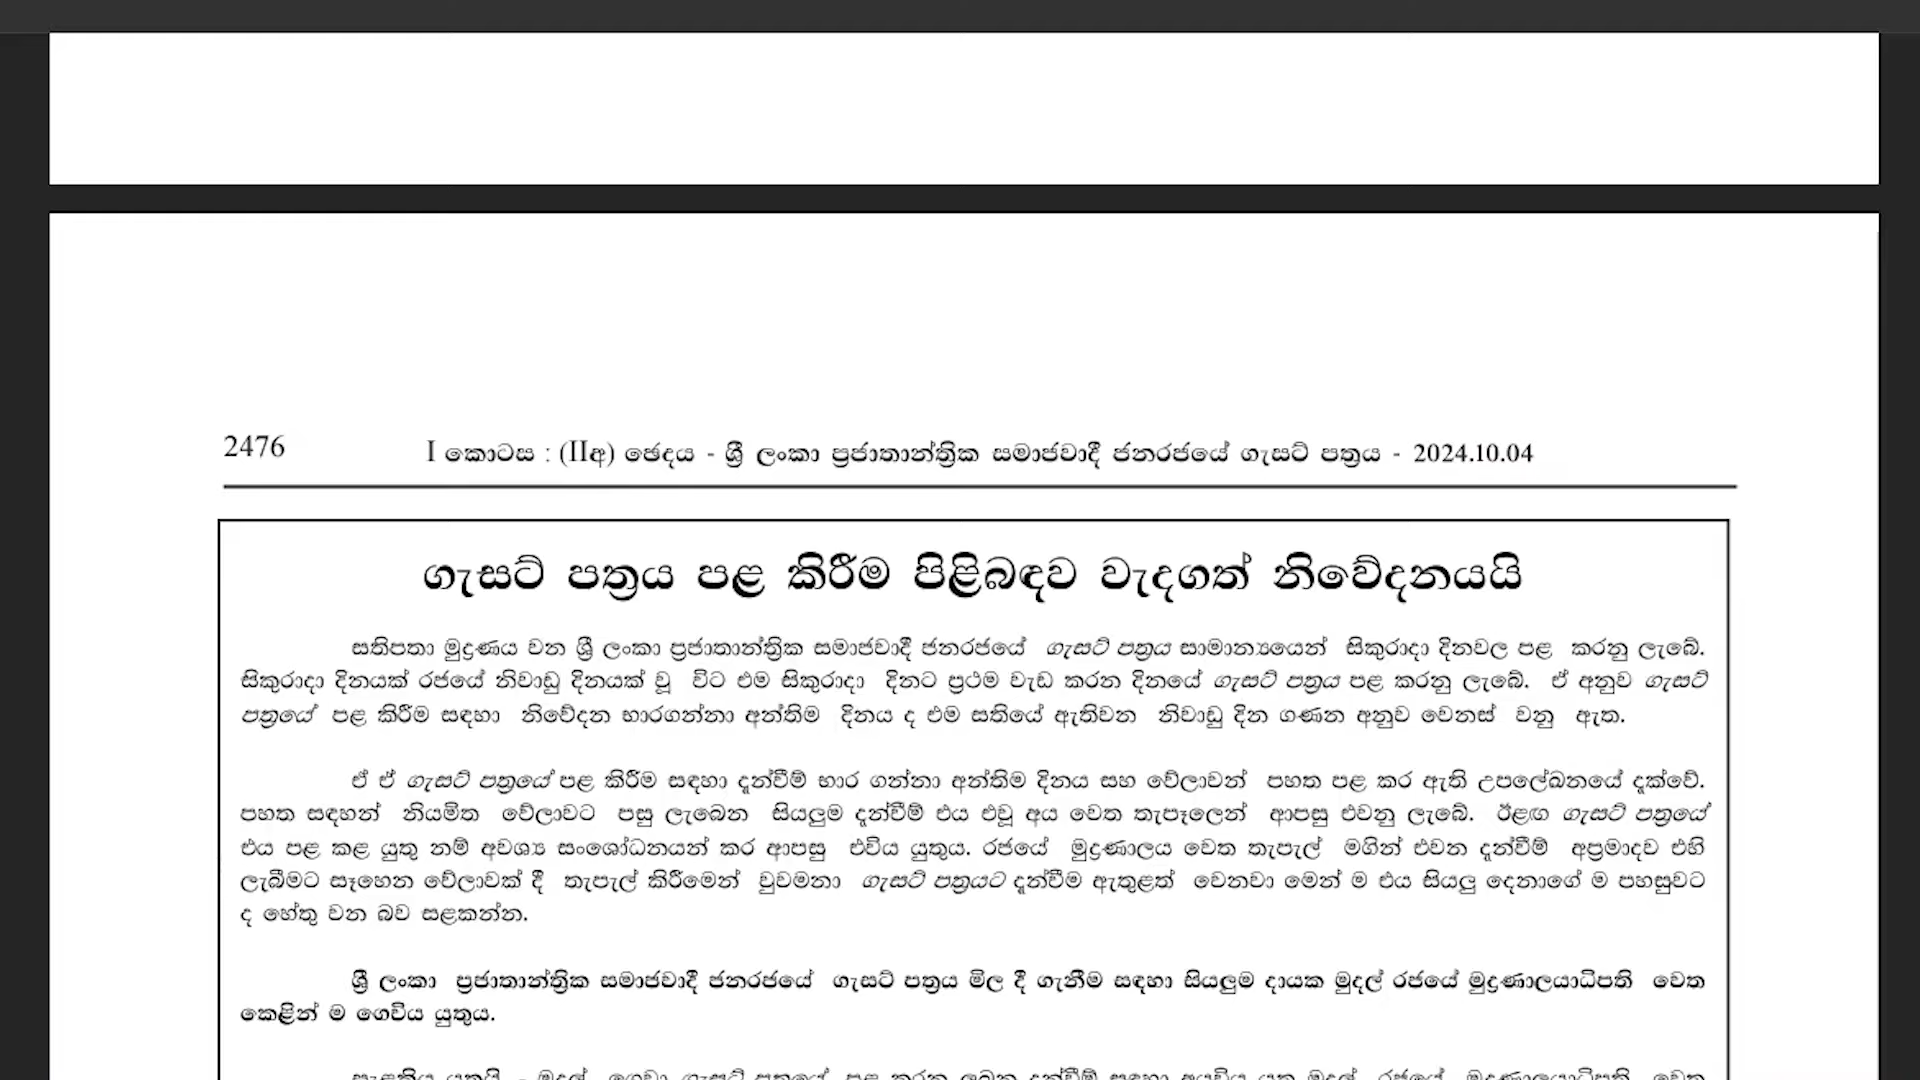 2476
I කොටස : (IIඅ) ඡෙදය - ශ්‍රී ලංකා ප්‍රජාතාන්ත්‍රික සමාජවාදී ජනරජයේ ගැසට් පත්‍රය - 2024.10.04
ගැසට් පත්‍රය පළ කිරීම පිළිබඳව වැදගත් නිවේදනයයි
සතිපතා මුද්‍රණය වන ශ්‍රී ලංකා ප්‍රජාතාන්ත්‍රික සමාජවාදී ජනරජයේ ගැසට් පත්‍රය සාමාන්‍යයෙන් සිකුරාදා දිනවල පළ කරනු ලැබේ.
සිකුරාදා දිනයක් රජයේ නිවාඩු දිනයක් වූ විට එම සිකුරාදා දිනට ප්‍රථම වැඩ කරන දිනයේ ගැසට් පත්‍රය පළ කරනු ලැබේ. ඒ අනුව ගැසට්
පත්‍රයේ පළ කිරීම සඳහා නිවේදන භාරගන්නා අන්තිම දිනය ද එම සතියේ ඇතිවන නිවාඩු දින ගණන අනුව වෙනස් වනු ඇත.
ඒ ඒ ගැසට් පත්‍රයේ පළ කිරීම සඳහා දැන්වීම් භාර ගන්නා අන්තිම දිනය සහ වේලාවන් පහත පළ කර ඇති උපලේඛනයේ දැක්වේ.
පහත සඳහන් නියමිත වේලාවට පසු ලැබෙන සියලුම දැන්වීම් එය එවූ අය වෙත තැපෑලෙන් ආපසු එවනු ලැබේ. ඊළඟ ගැසට් පත්‍රයේ
එය පළ කළ යුතු නම් අවශ්‍ය සංශෝධනයන් කර ආපසු එවිය යුතුය. රජයේ මුද්‍රණාලය වෙත තැපැල් මගින් එවන දැන්වීම් අප්‍රමාදව එහි
ලැබීමට සෑහෙන වේලාවක් දී තැපැල් කිරීමෙන් වුවමනා ගැසට් පත්‍රයට දැන්වීම ඇතුළත් වෙනවා මෙන් ම එය සියලු දෙනාගේ ම පහසුවට
ද හේතු වන බව සළකන්න.
ශ්‍රී ලංකා ප්‍රජාතාන්ත්‍රික සමාජවාදී ජනරජයේ ගැසට් පත්‍රය මිල දී ගැනීම සඳහා සියලුම දායක මුදල් රජයේ මුද්‍රණාලයාධිපති වෙත
කෙළින් ම ගෙවිය යුතුය.